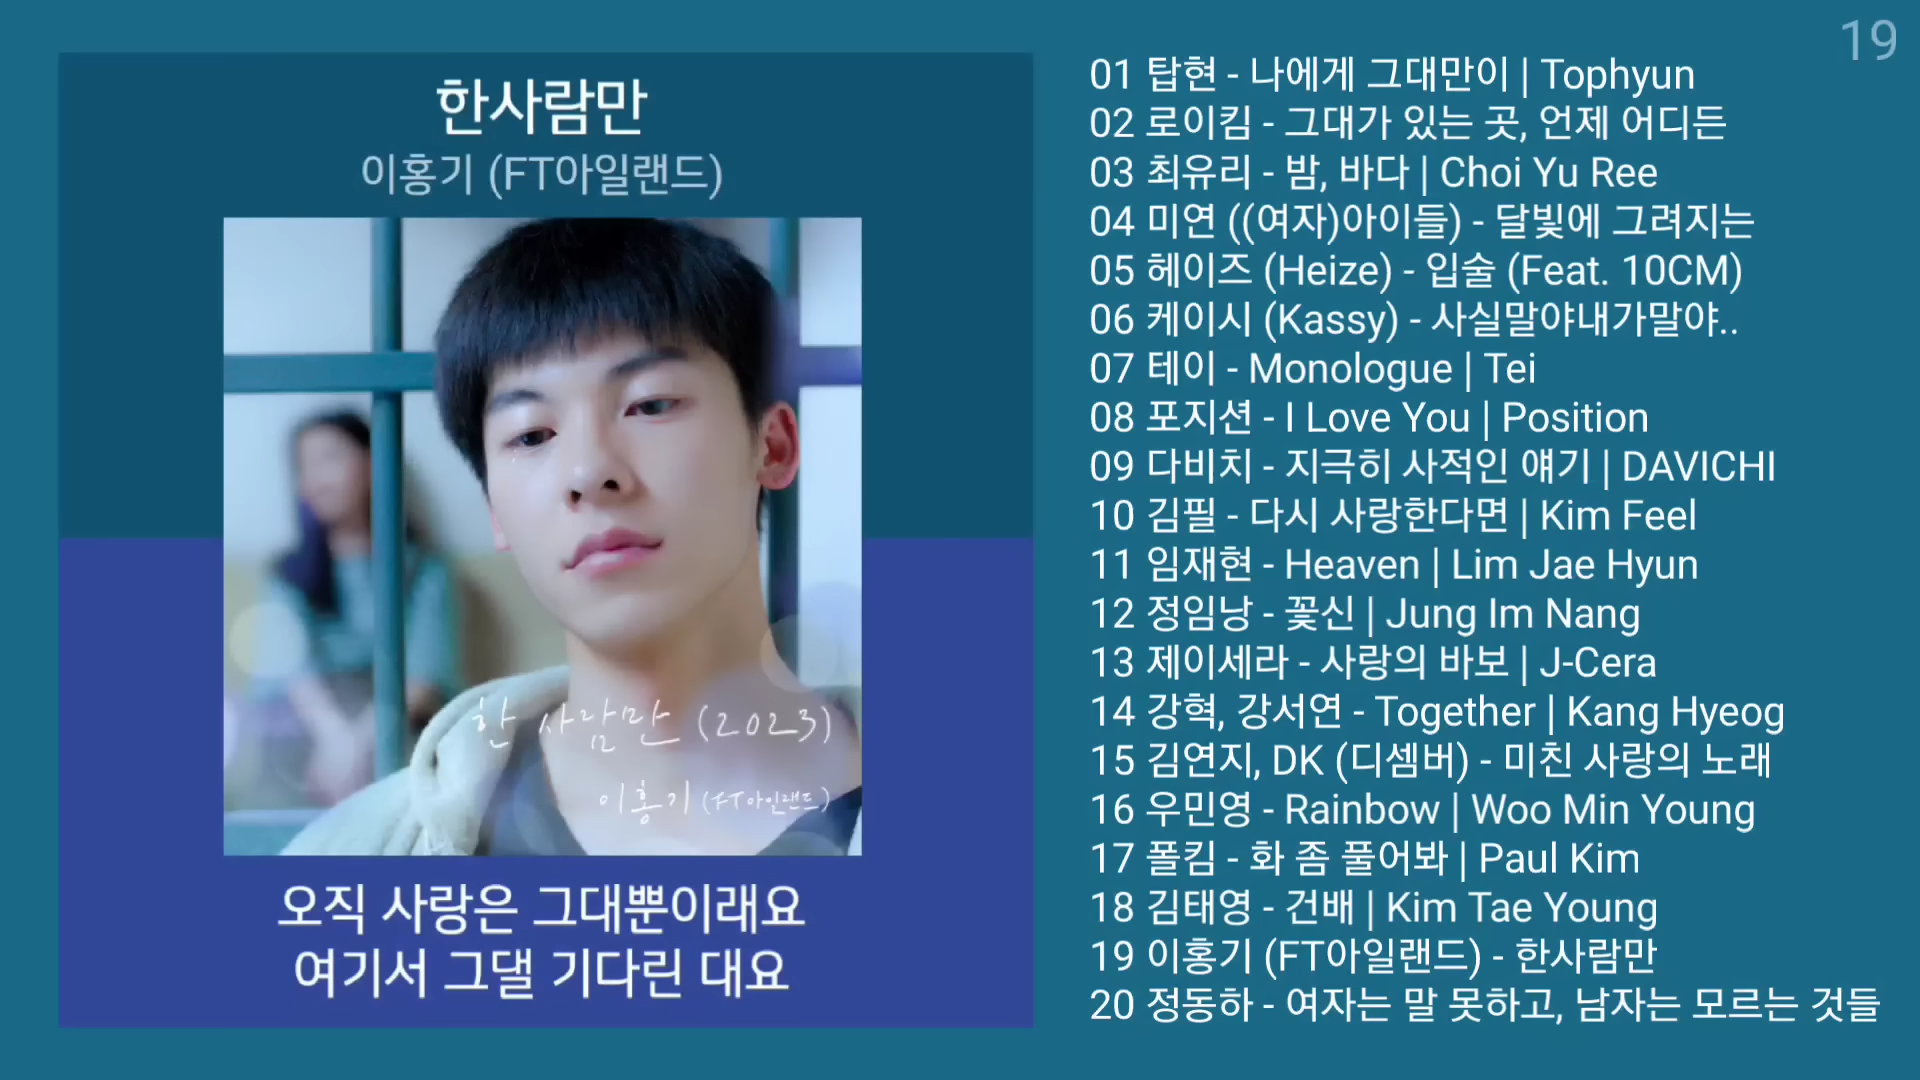 한사람만
이홍기 (FT아일랜드)
한 사람만 (2023)
이홍기 (FT아일랜드)
오직 사랑은 그대뿐이래요
여기서 그댈 기다린 대요
19
01 탑현 - 나에게 그대만이 | Tophyun
02 로이킴 - 그대가 있는 곳, 언제 어디든
03 최유리 - 밤, 바다 | Choi Yu Ree
04 미연 ((여자)아이들) - 달빛에 그려지는
05 헤이즈 (Heize) - 입술 (Feat. 10CM)
06 케이시 (Kassy) - 사실말야내가말야..
07 테이 - Monologue | Tei
08 포지션 - I Love You | Position
09 다비치 - 지극히 사적인 얘기 | DAVICHI
10 김필 - 다시 사랑한다면 | Kim Feel
11 임재현 - Heaven | Lim Jae Hyun
12 정임낭 - 꽃신 | Jung Im Nang
13 제이세라 - 사랑의 바보 | J-Cera
14 강혁, 강서연 - Together | Kang Hyeog
15 김연지, DK (디셈버) - 미친 사랑의 노래
16 우민영 - Rainbow | Woo Min Young
17 폴킴 - 화 좀 풀어봐 | Paul Kim
18 김태영 - 건배 | Kim Tae Young
19 이홍기 (FT아일랜드) - 한사람만
20 정동하 - 여자는 말 못하고, 남자는 모르는 것들